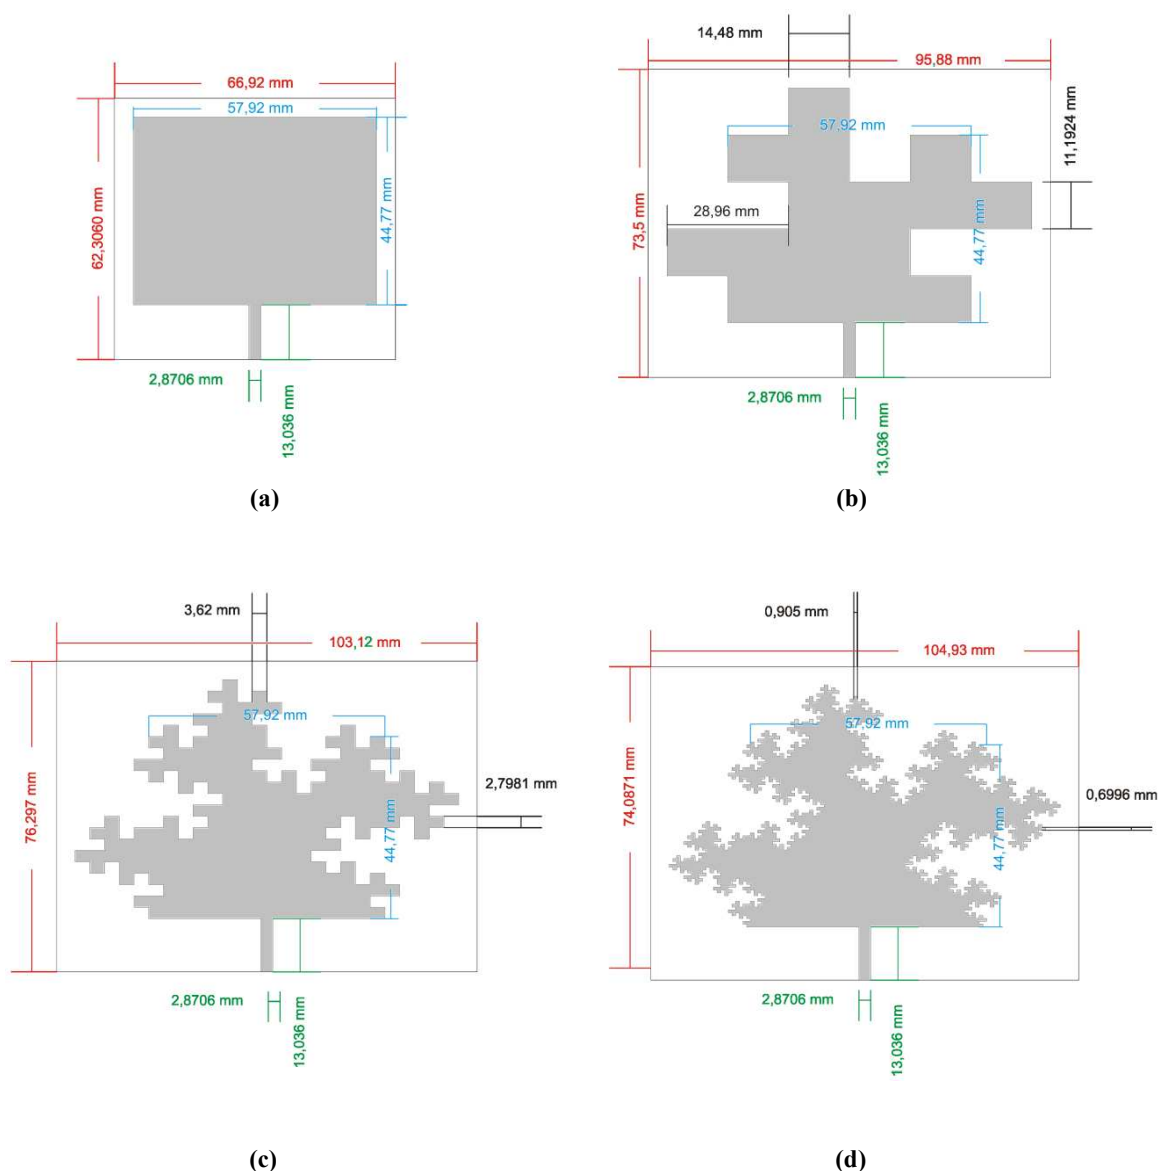 14,48 mm
66,92 mm
95,88 mm
57,92 mm
57,92 mm
11,1924 mm
62,3060 mm
44,77 mm
73,5 mm
28,96 mm
44,77 mm
2,8706 mm
13,036 mm
2,8706 mm
13,036 mm
(a)
(b)
3,62 mm
0,905 mm
103,12 mm
104,93 mm
57,92 mm
57,92 mm
76,297 mm
2,7981 mm
44,77 mm
74,0871 mm
0,6996 mm
44,77 mm
2,8706 mm
13,036 mm
2,8706 mm
13,036 mm
(c)
(d)